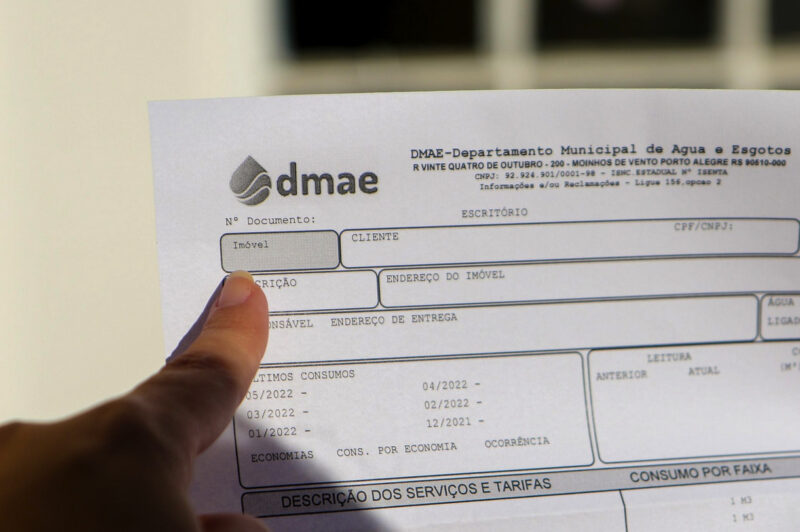 dmae
DMAE-Departamento Municipal de Agua e Esgotos
R VINTE QUATRO DE OUTUBRO - 200 - MOINHOS DE VENTO PORTO ALEGRE RS 90510-000
CNPJ: 92.924.901/0001-98 - ISNC.ESTADUAL Nº ISENTA
Informações e/ou Reclamações - Ligue 156,opcao 2
Nº Documento:
ESCRITÓRIO
Imóvel
CLIENTE
CPF/CNPJ:
CRIÇÃO
ENDEREÇO DO IMÓVEL
ONSÁVEL ENDEREÇO DE ENTREGA
ÁGUA
LIGAD
LTIMOS CONSUMOS
05/2022 - 04/2022 -
03/2022 - 02/2022 -
01/2022 - 12/2021 -
ECONOMIAS CONS. POR ECONOMIA OCORRÊNCIA
LEITURA
ANTERIOR ATUAL
(M³
DESCRIÇÃO DOS SERVIÇOS E TARIFAS
CONSUMO POR FAIXA
1 M3
1 M3